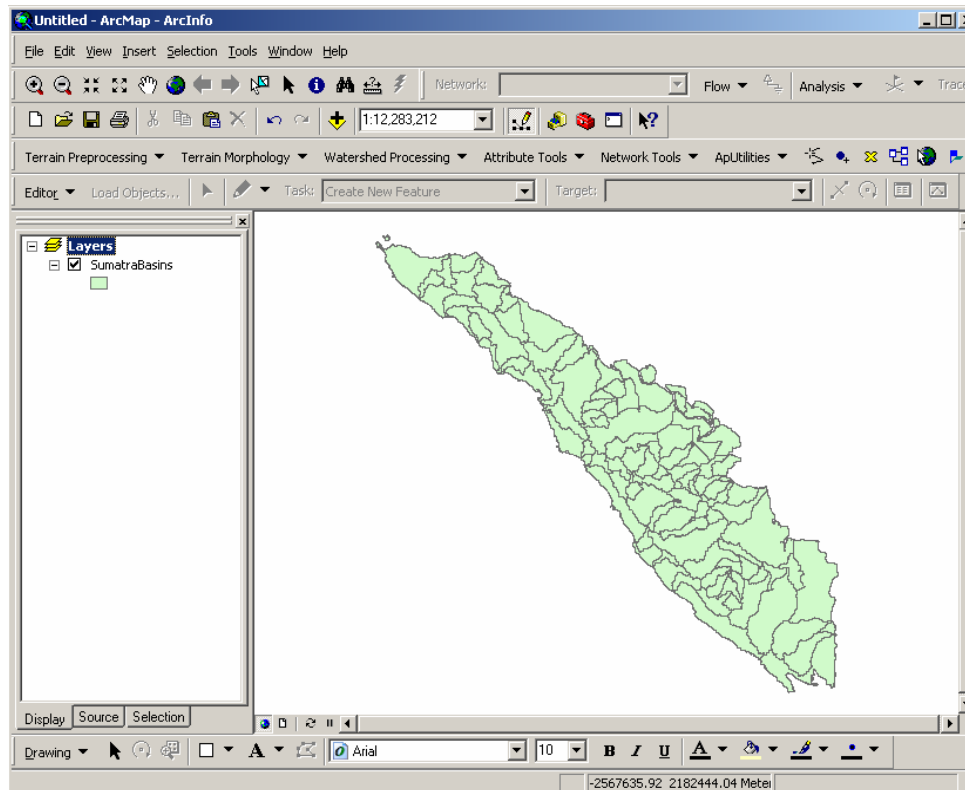 Untitled - ArcMap - ArcInfo
File Edit View Insert Selection Tools Window Help
Network: Flow Analysis Trace
1:12,283,212
Terrain Preprocessing Terrain Morphology Watershed Processing Attribute Tools Network Tools ApUtilities
Editor Load Objects... Task: Create New Feature Target:
Layers
SumatraBasins
Display Source Selection
Drawing A Arial 10 B I U A
-2567635.92 2182444.04 Meter